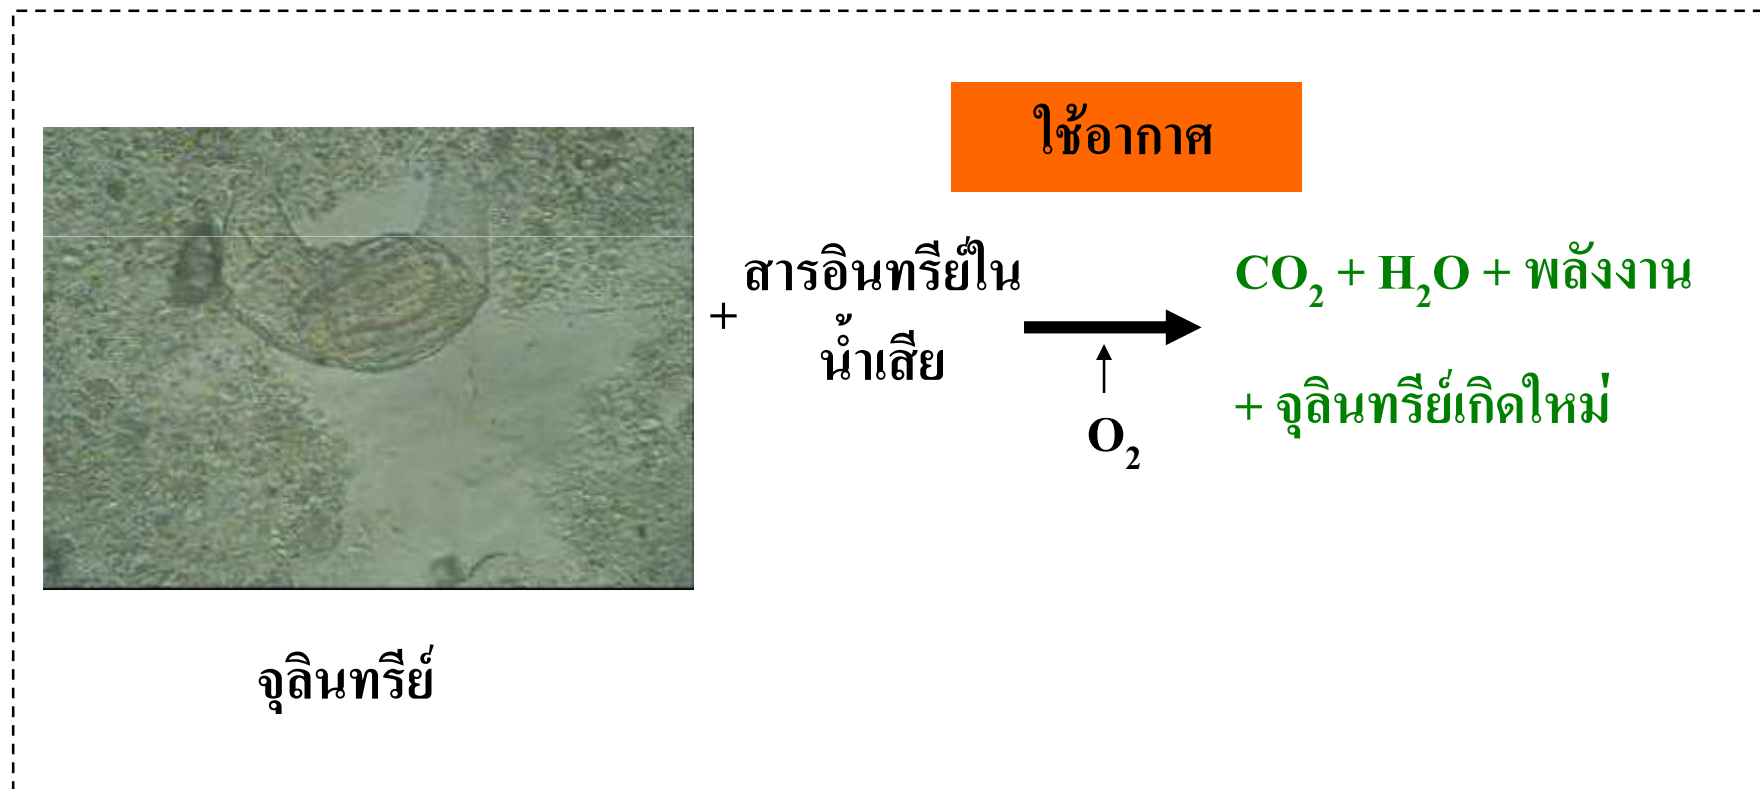 ใช้อากาศ
+ สารอินทรีย์ใน
น้ำเสีย
O₂
CO₂ + H₂O + พลังงาน
+ จุลินทรีย์เกิดใหม่
จุลินทรีย์